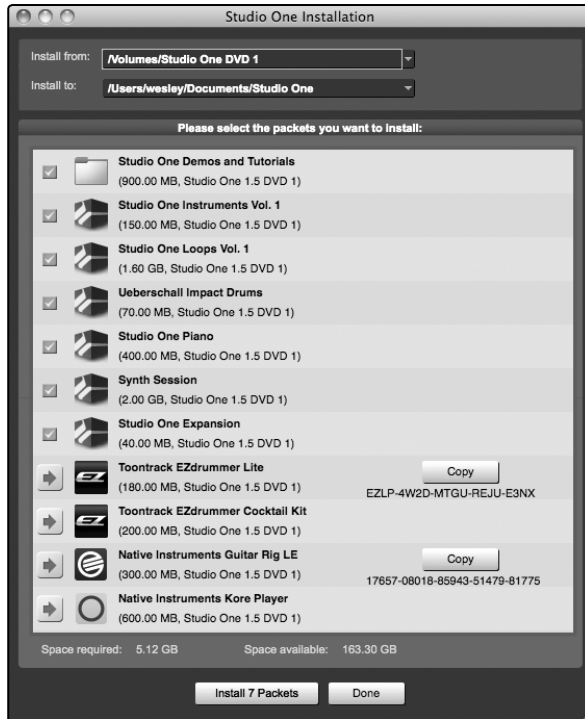 Studio One Installation
Install from: /Volumes/Studio One DVD 1
Install to: /Users/wesley/Documents/Studio One
Please select the packets you want to install:
Studio One Demos and Tutorials
(900.00 MB, Studio One 1.5 DVD 1)
Studio One Instruments Vol. 1
(150.00 MB, Studio One 1.5 DVD 1)
Studio One Loops Vol. 1
(1.60 GB, Studio One 1.5 DVD 1)
Ueberschall Impact Drums
(70.00 MB, Studio One 1.5 DVD 1)
Studio One Piano
(400.00 MB, Studio One 1.5 DVD 1)
Synth Session
(2.00 GB, Studio One 1.5 DVD 1)
Studio One Expansion
(40.00 MB, Studio One 1.5 DVD 1)
EZ
Toontrack EZdrummer Lite
(180.00 MB, Studio One 1.5 DVD 1)
Copy
EZLP-4W2D-MTGU-REJU-E3NX
EZ
Toontrack EZdrummer Cocktail Kit
(200.00 MB, Studio One 1.5 DVD 1)
Native Instruments Guitar Rig LE
(300.00 MB, Studio One 1.5 DVD 1)
Copy
17657-08018-85943-51479-81775
Native Instruments Kore Player
(600.00 MB, Studio One 1.5 DVD 1)
Space required: 5.12 GB Space available: 163.30 GB
Install 7 Packets Done